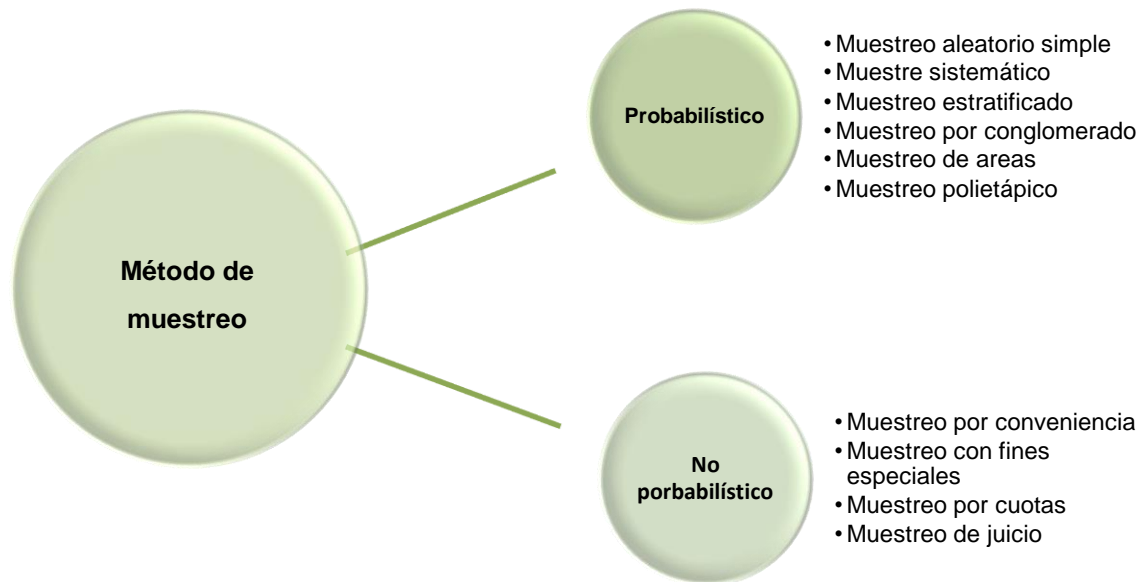 Método de
muestreo
Probabilístico
• Muestreo aleatorio simple
• Muestre sistemático
• Muestreo estratificado
• Muestreo por conglomerado
• Muestreo de areas
• Muestreo polietápico
No
porbabilístico
• Muestreo por conveniencia
• Muestreo con fines
especiales
• Muestreo por cuotas
• Muestreo de juicio